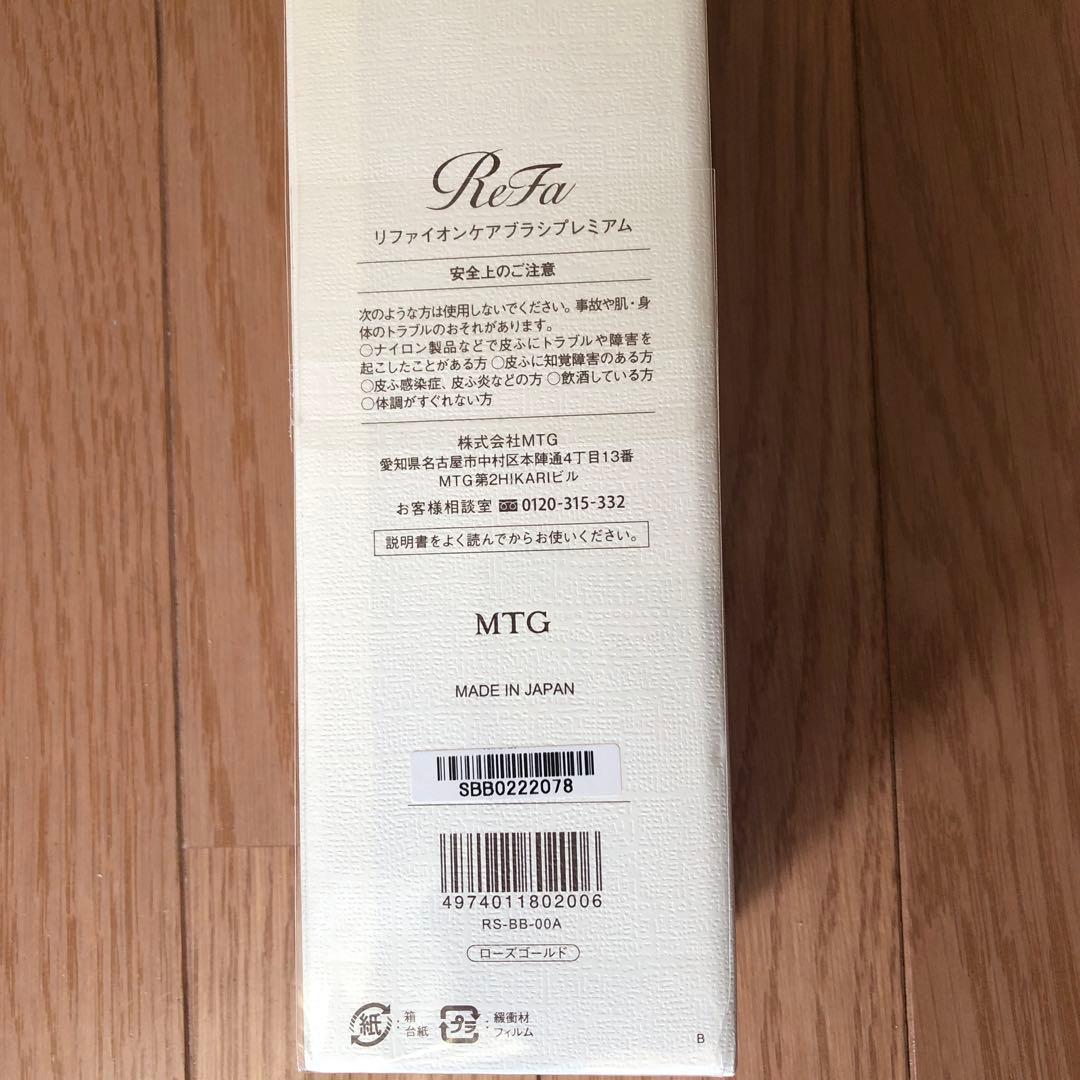 ReFa
リファイオンケアブラシプレミアム
安全上のご注意
次のような方は使用しないでください。事故や肌・身
体のトラブルのおそれがあります。
○ナイロン製品などで皮ふにトラブルや障害を
起こしたことがある方 ○皮ふに知覚障害のある方
○皮ふ感染症、皮ふ炎などの方 ○飲酒している方
○体調がすぐれない方
株式会社MTG
愛知県名古屋市中村区本陣通4丁目13番
MTG第2HIKARIビル
お客様相談室 0120-315-332
説明書をよく読んでからお使いください。
MTG
MADE IN JAPAN
SBB0222078
4974011802006
RS-BB-00A
ローズゴールド
紙 : 箱 台紙 プラ : 緩衝材 フィルム
B